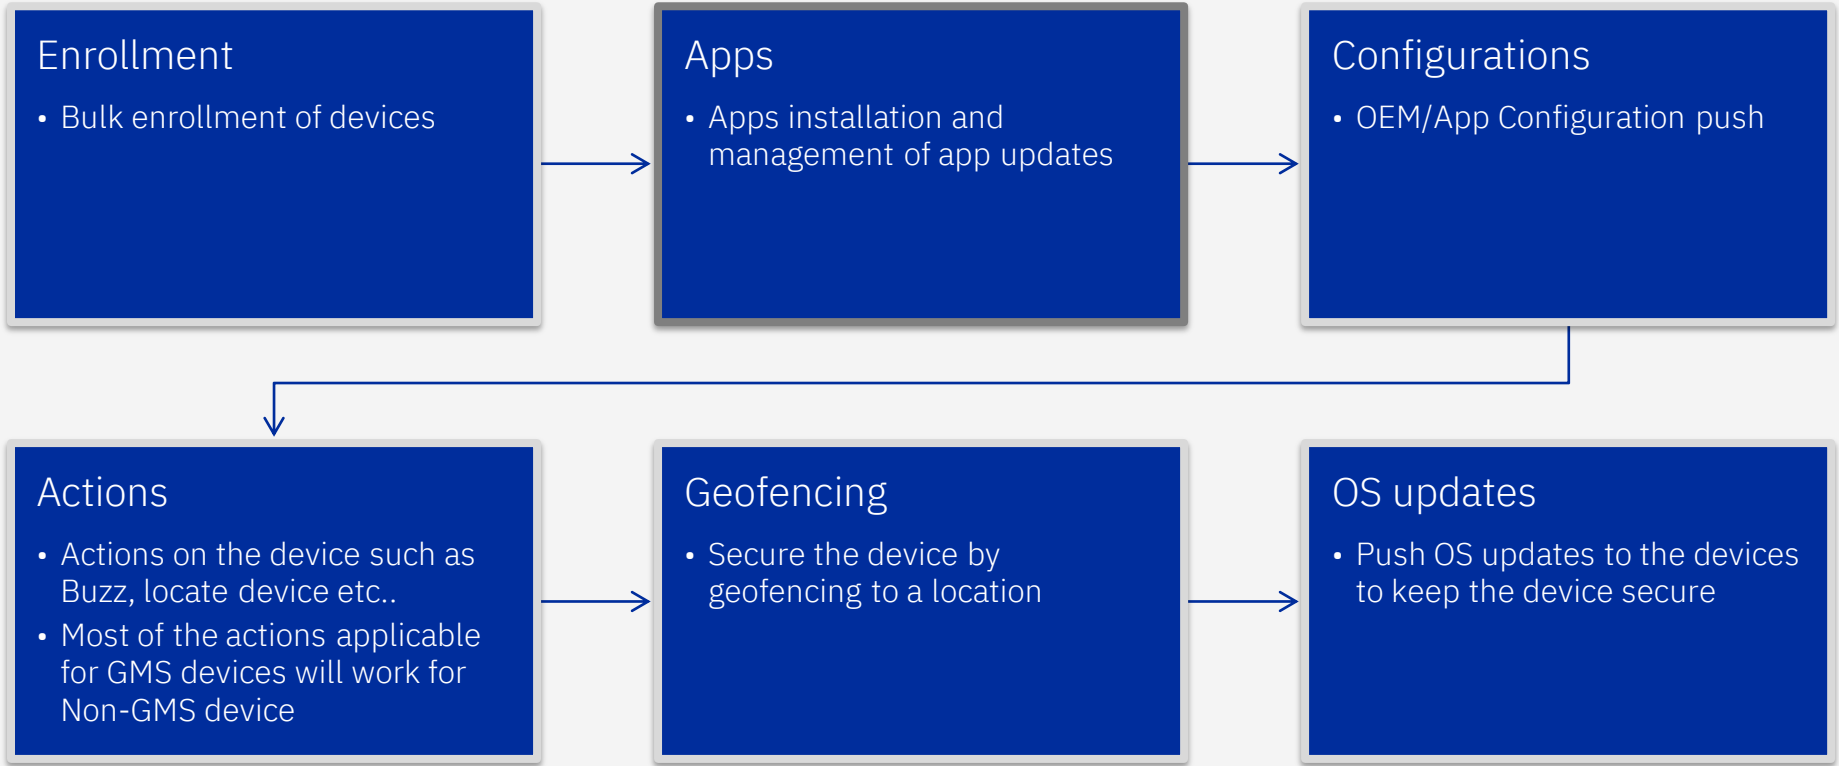 Enrollment
• Bulk enrollment of devices
Apps
• Apps installation and
management of app updates
Configurations
• OEM/App Configuration push
Actions
• Actions on the device such as
Buzz, locate device etc..
• Most of the actions applicable
for GMS devices will work for
Non-GMS device
Geofencing
• Secure the device by
geofencing to a location
OS updates
• Push OS updates to the devices
to keep the device secure